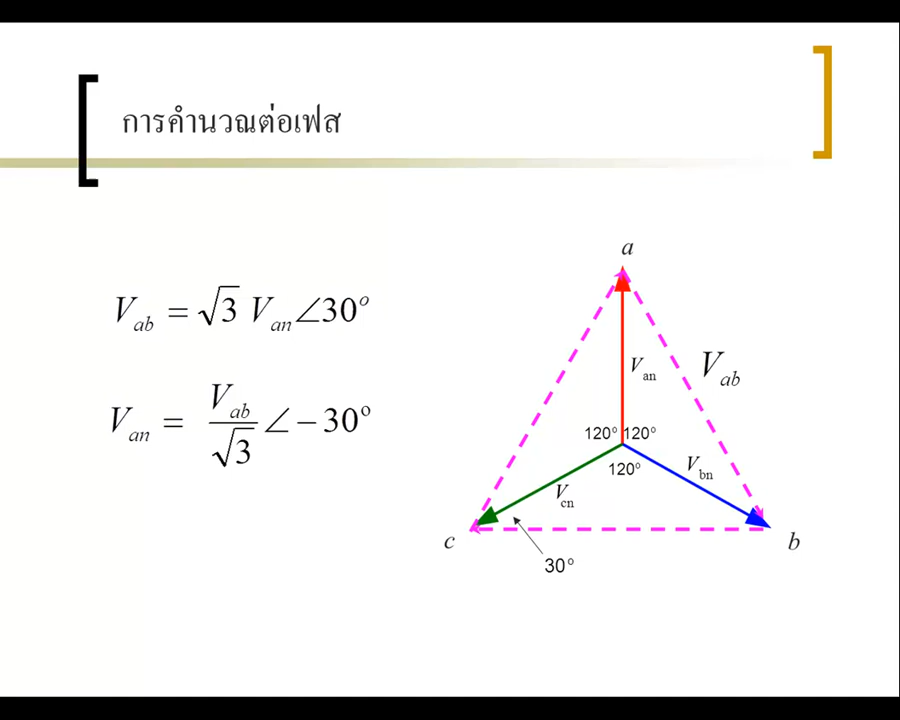 การคำนวณต่อเฟส
V_ab = √3 V_an∠30°
V_an = V_ab/√3 ∠−30°
a
V_an
V_ab
120° 120°
120°
V_bn
V_cn
c
b
30°